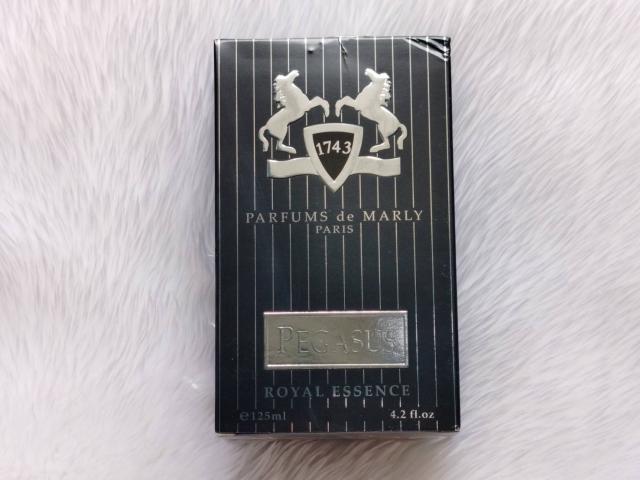 1743
PARFUMS de MARLY
PARIS
PEGASUS
ROYAL ESSENCE
℮125ml 4.2 fl.oz